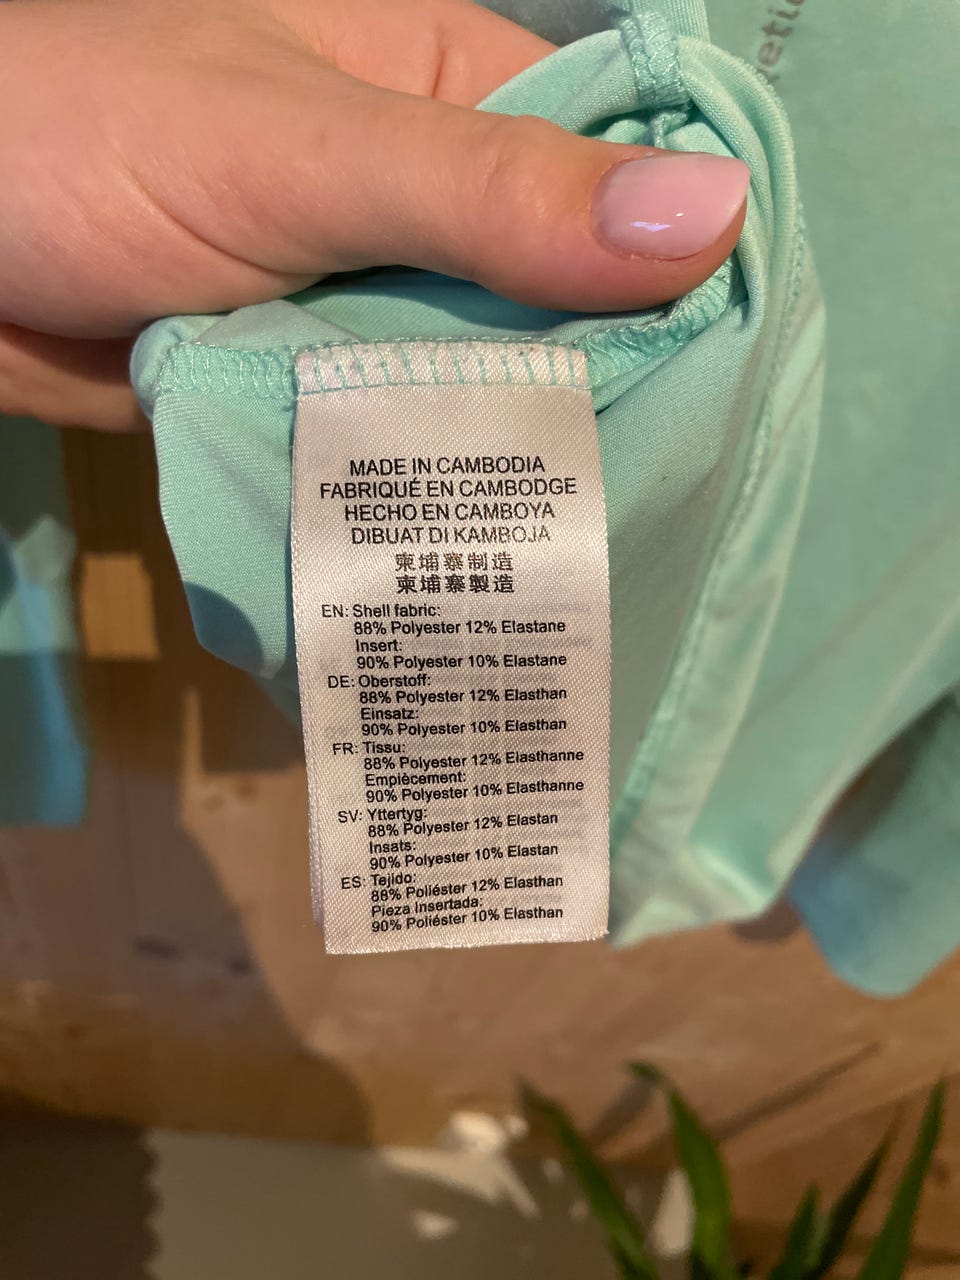 MADE IN CAMBODIA
FABRIQUÉ EN CAMBODGE
HECHO EN CAMBOYA
DIBUAT DI KAMBOJA
柬埔寨制造
柬埔寨製造
EN: Shell fabric:
88% Polyester 12% Elastane
Insert:
90% Polyester 10% Elastane
DE: Oberstoff:
88% Polyester 12% Elasthan
Einsatz:
90% Polyester 10% Elasthan
FR: Tissu:
88% Polyester 12% Elasthanne
Empiècement:
90% Polyester 10% Elasthanne
SV: Yttertyg:
88% Polyester 12% Elastan
Insats:
90% Polyester 10% Elastan
ES: Tejido:
88% Poliéster 12% Elasthan
Pieza Insertada:
90% Poliéster 10% Elasthan